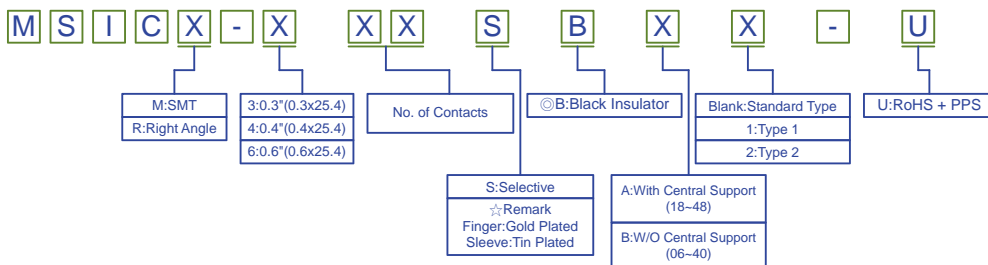 M S I C X - X X X S B X X - U
M:SMT
R:Right Angle
3:0.3"(0.3x25.4)
4:0.4"(0.4x25.4)
6:0.6"(0.6x25.4)
No. of Contacts
◎B:Black Insulator
Blank:Standard Type
1:Type 1
2:Type 2
U:RoHS + PPS
S:Selective
☆Remark
Finger:Gold Plated
Sleeve:Tin Plated
A:With Central Support
(18~48)
B:W/O Central Support
(06~40)